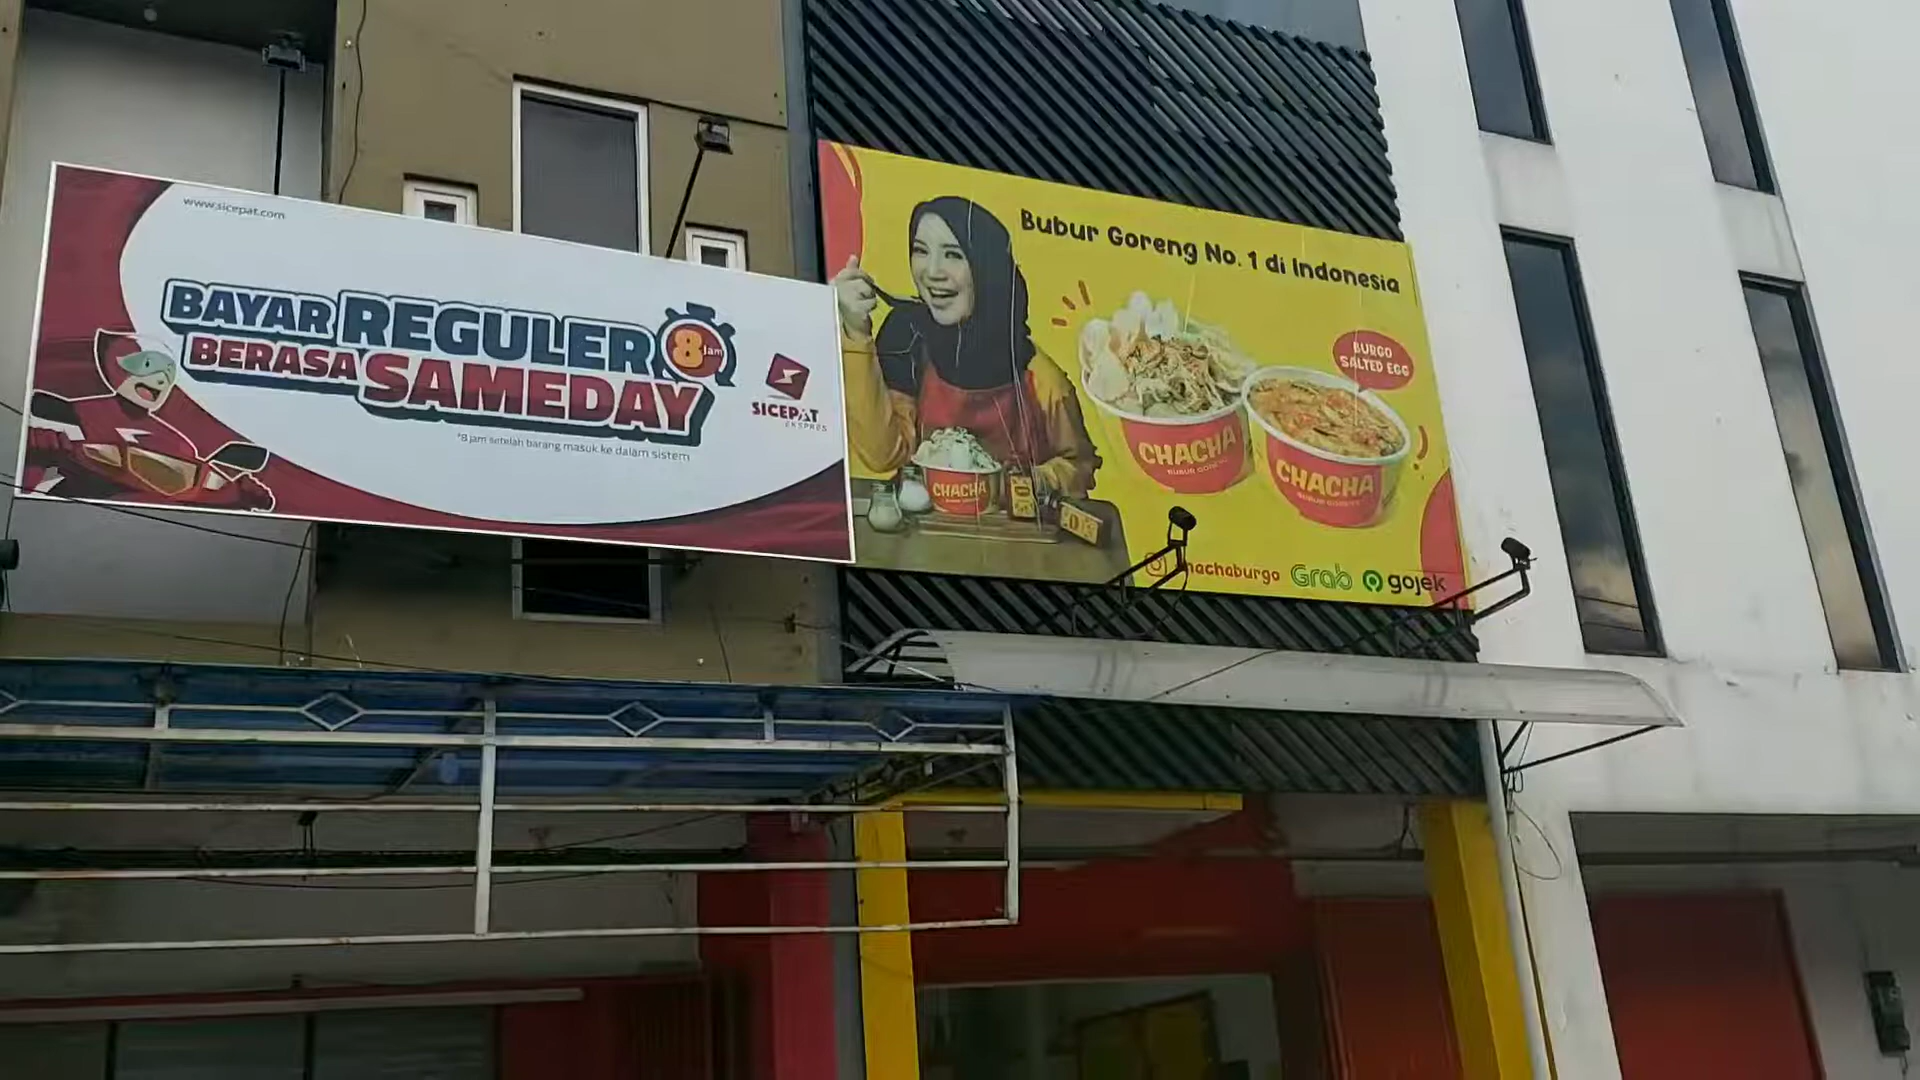 www.sicepat.com
BAYAR REGULER
BERASA SAMEDAY
8 Jam
SICEPAT
EKSPRES
*8 jam setelah barang masuk ke dalam sistem
Bubur Goreng No. 1 di Indonesia
BURGO
SALTED EGG
CHACHA
BUBUR GORENG
CHACHA
BUBUR GORENG
CHACHA
hachaburgo
Grab
gojek